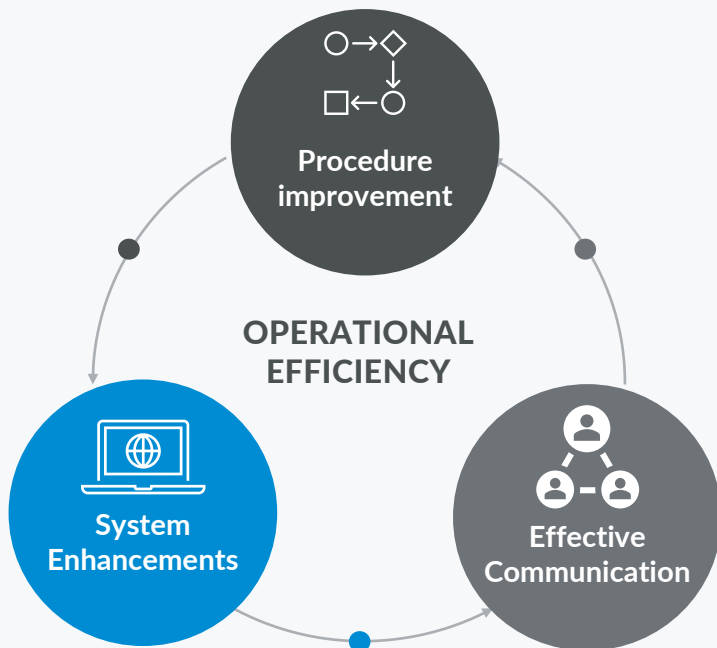 Procedure
improvement
OPERATIONAL
EFFICIENCY
System
Enhancements
Effective
Communication